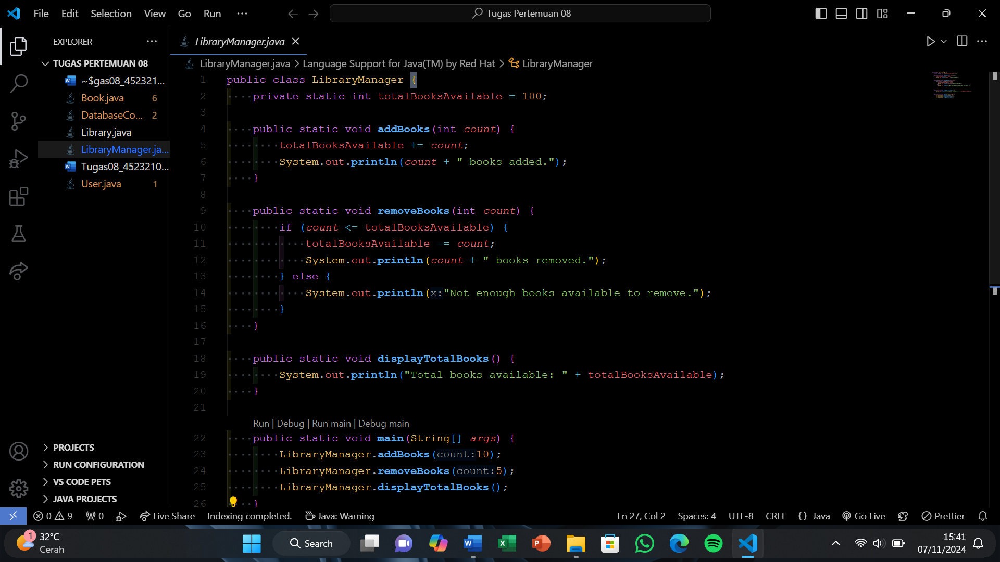 File Edit Selection View Go Run ··· Tugas Pertemuan 08
EXPLORER ···
TUGAS PERTEMUAN 08
~$gas08_452321...
Book.java 6
DatabaseCo... 2
Library.java
LibraryManager.ja...
Tugas08_4523210...
User.java 1
PROJECTS
RUN CONFIGURATION
VS CODE PETS
JAVA PROJECTS
LibraryManager.java
LibraryManager.java > Language Support for Java(TM) by Red Hat > LibraryManager
1 public class LibraryManager {
2 private static int totalBooksAvailable = 100;
3
4 public static void addBooks(int count) {
5 totalBooksAvailable += count;
6 System.out.println(count + " books added.");
7 }
8
9 public static void removeBooks(int count) {
10 if (count <= totalBooksAvailable) {
11 totalBooksAvailable -= count;
12 System.out.println(count + " books removed.");
13 } else {
14 System.out.println(x:"Not enough books available to remove.");
15 }
16 }
17
18 public static void displayTotalBooks() {
19 System.out.println("Total books available: " + totalBooksAvailable);
20 }
21
Run | Debug | Run main | Debug main
22 public static void main(String[] args) {
23 LibraryManager.addBooks(count:10);
24 LibraryManager.removeBooks(count:5);
25 LibraryManager.displayTotalBooks();
26 }
0 9 0 Live Share Indexing completed. Java: Warning Ln 27, Col 2 Spaces: 4 UTF-8 CRLF {} Java Go Live Prettier
1 32°C
Cerah
Search
15:41
07/11/2024